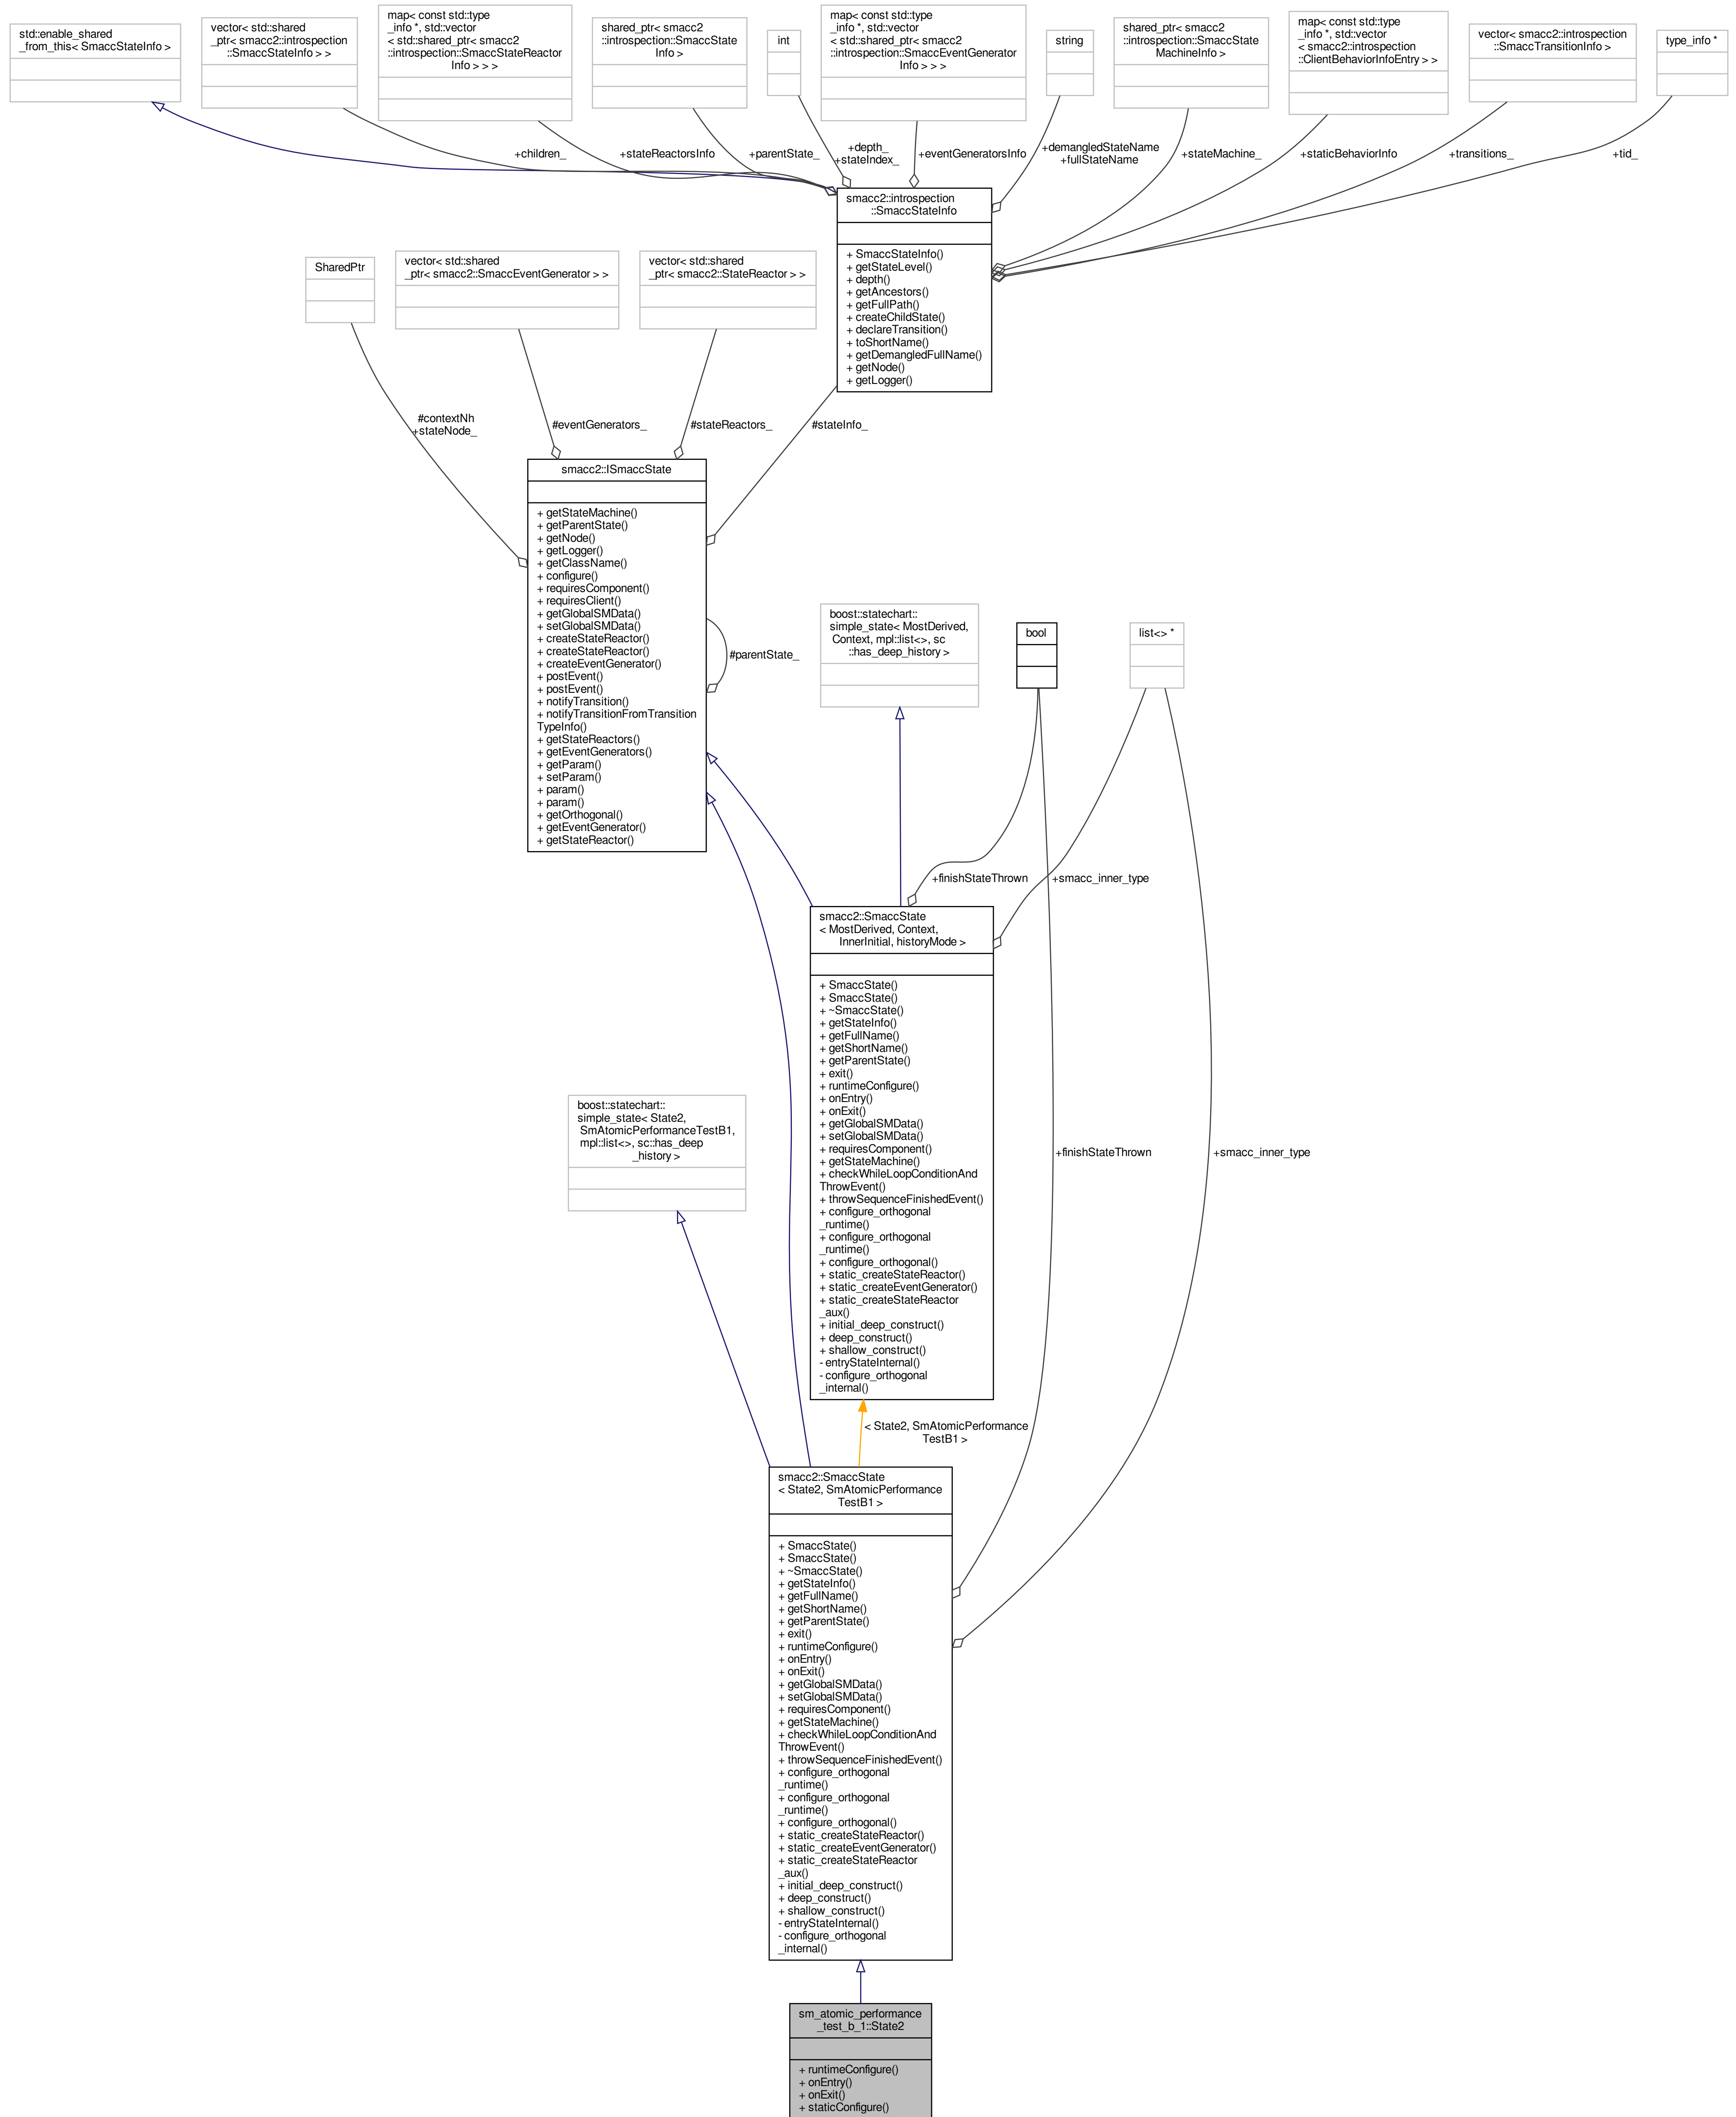 std::enable_shared
_from_this< SmaccStateInfo >
vector< std::shared
_ptr< smacc2::introspection
::SmaccStateInfo > >
map< const std::type
_info *, std::vector
< std::shared_ptr< smacc2
::introspection::SmaccStateReactor
Info > > >
shared_ptr< smacc2
::introspection::SmaccState
Info >
int
map< const std::type
_info *, std::vector
< std::shared_ptr< smacc2
::introspection::SmaccEventGenerator
Info > > >
string
shared_ptr< smacc2
::introspection::SmaccState
MachineInfo >
map< const std::type
_info *, std::vector
< smacc2::introspection
::ClientBehaviorInfoEntry > >
vector< smacc2::introspection
::SmaccTransitionInfo >
type_info *
+children_
+stateReactorsInfo
+parentState_
+depth_
+stateIndex_
+eventGeneratorsInfo
+demangledStateName
+fullStateName
+stateMachine_
+staticBehaviorInfo
+transitions_
+tid_
smacc2::introspection
::SmaccStateInfo
+ SmaccStateInfo()
+ getStateLevel()
+ depth()
+ getAncestors()
+ getFullPath()
+ createChildState()
+ declareTransition()
+ toShortName()
+ getDemangledFullName()
+ getNode()
+ getLogger()
SharedPtr
vector< std::shared
_ptr< smacc2::SmaccEventGenerator > >
vector< std::shared
_ptr< smacc2::StateReactor > >
#contextNh
+stateNode_
#eventGenerators_
#stateReactors_
#stateInfo_
smacc2::ISmaccState
+ getStateMachine()
+ getParentState()
+ getNode()
+ getLogger()
+ getClassName()
+ configure()
+ requiresComponent()
+ requiresClient()
+ getGlobalSMData()
+ setGlobalSMData()
+ createStateReactor()
+ createStateReactor()
+ createEventGenerator()
+ postEvent()
+ postEvent()
+ notifyTransition()
+ notifyTransitionFromTransition
TypeInfo()
+ getStateReactors()
+ getEventGenerators()
+ getParam()
+ setParam()
+ param()
+ param()
+ getOrthogonal()
+ getEventGenerator()
+ getStateReactor()
#parentState_
boost::statechart::
simple_state< MostDerived,
Context, mpl::list<>, sc
::has_deep_history >
bool
list<> *
+finishStateThrown
+smacc_inner_type
smacc2::SmaccState
< MostDerived, Context,
InnerInitial, historyMode >
+ SmaccState()
+ SmaccState()
+ ~SmaccState()
+ getStateInfo()
+ getFullName()
+ getShortName()
+ getParentState()
+ exit()
+ runtimeConfigure()
+ onEntry()
+ onExit()
+ getGlobalSMData()
+ setGlobalSMData()
+ requiresComponent()
+ getStateMachine()
+ checkWhileLoopConditionAnd
ThrowEvent()
+ throwSequenceFinishedEvent()
+ configure_orthogonal
_runtime()
+ configure_orthogonal
_runtime()
+ configure_orthogonal()
+ static_createStateReactor()
+ static_createEventGenerator()
+ static_createStateReactor
_aux()
+ initial_deep_construct()
+ deep_construct()
+ shallow_construct()
- entryStateInternal()
- configure_orthogonal
_internal()
boost::statechart::
simple_state< State2,
SmAtomicPerformanceTestB1,
mpl::list<>, sc::has_deep
_history >
+finishStateThrown
+smacc_inner_type
< State2, SmAtomicPerformance
TestB1 >
smacc2::SmaccState
< State2, SmAtomicPerformance
TestB1 >
+ SmaccState()
+ SmaccState()
+ ~SmaccState()
+ getStateInfo()
+ getFullName()
+ getShortName()
+ getParentState()
+ exit()
+ runtimeConfigure()
+ onEntry()
+ onExit()
+ getGlobalSMData()
+ setGlobalSMData()
+ requiresComponent()
+ getStateMachine()
+ checkWhileLoopConditionAnd
ThrowEvent()
+ throwSequenceFinishedEvent()
+ configure_orthogonal
_runtime()
+ configure_orthogonal
_runtime()
+ configure_orthogonal()
+ static_createStateReactor()
+ static_createEventGenerator()
+ static_createStateReactor
_aux()
+ initial_deep_construct()
+ deep_construct()
+ shallow_construct()
- entryStateInternal()
- configure_orthogonal
_internal()
sm_atomic_performance
_test_b_1::State2
+ runtimeConfigure()
+ onEntry()
+ onExit()
+ staticConfigure()